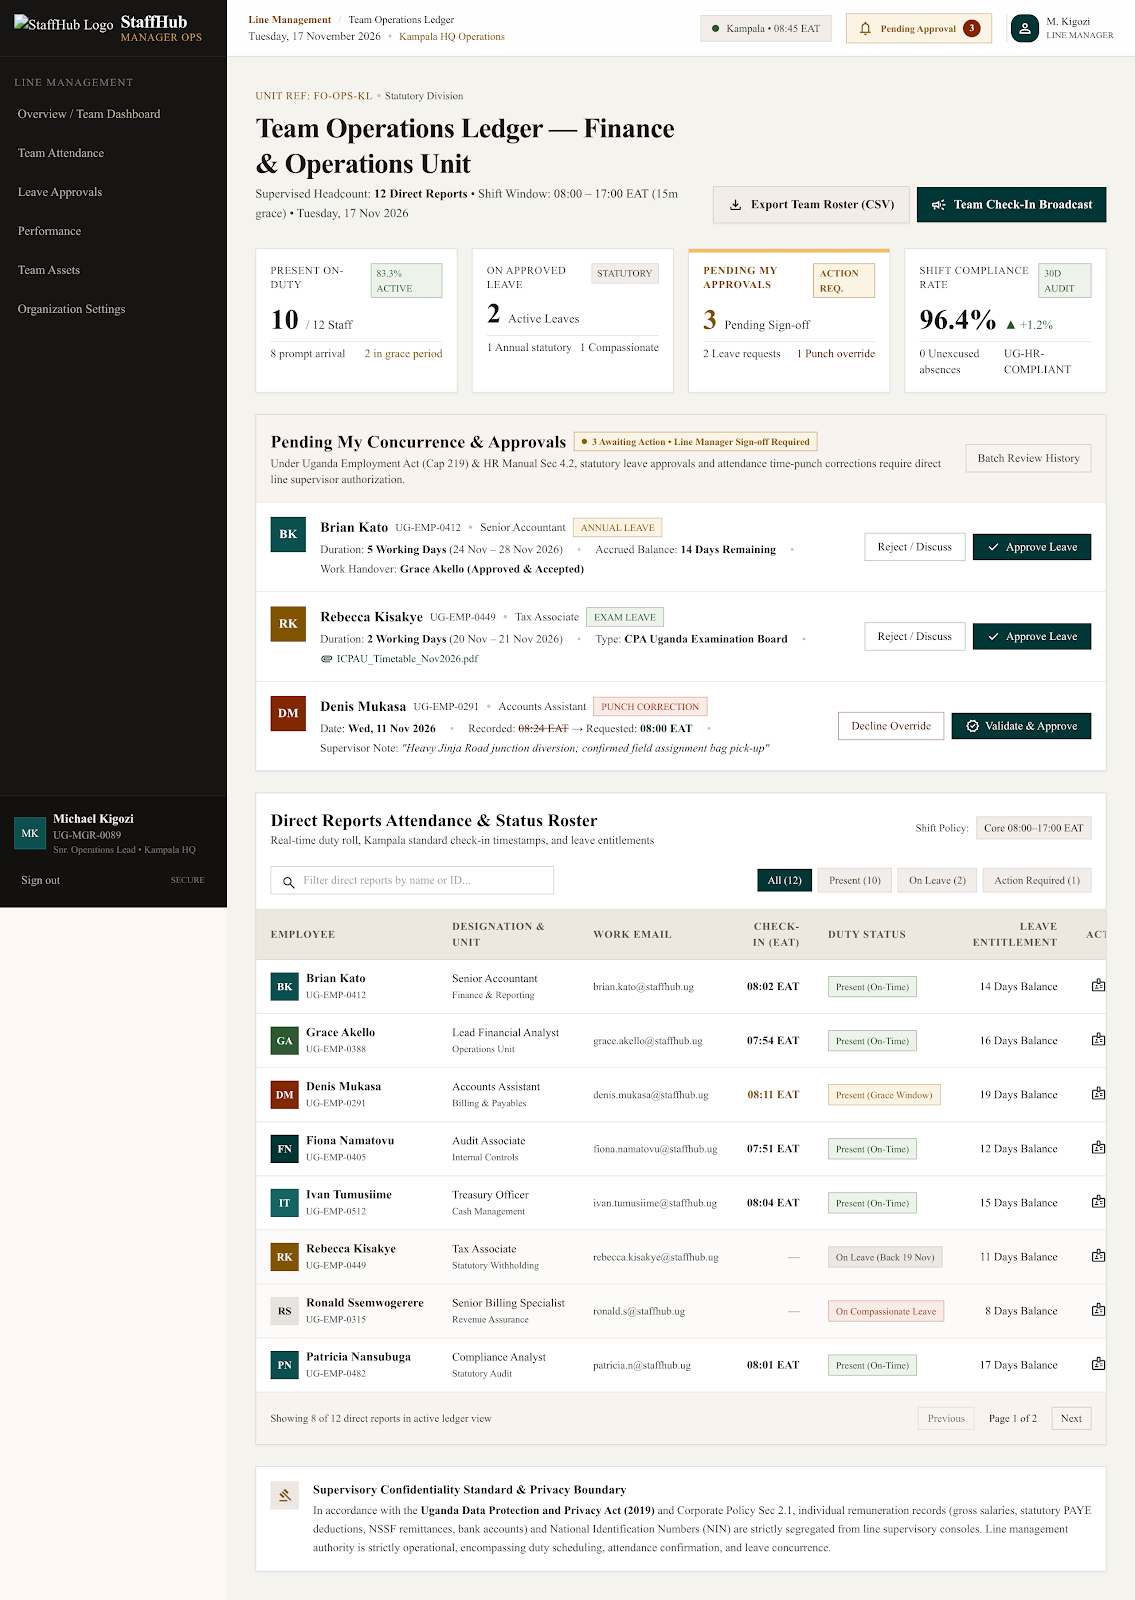 StaffHub Logo StaffHub
MANAGER OPS
LINE MANAGEMENT
Overview / Team Dashboard
Team Attendance
Leave Approvals
Performance
Team Assets
Organization Settings
MK
Michael Kigozi
UG-MGR-0089
Snr. Operations Lead • Kampala HQ
Sign out SECURE
Line Management / Team Operations Ledger
Tuesday, 17 November 2026 • Kampala HQ Operations
Kampala • 08:45 EAT
Pending Approval 3
M. Kigozi
LINE MANAGER
UNIT REF: FO-OPS-KL • Statutory Division
Team Operations Ledger — Finance
& Operations Unit
Supervised Headcount: 12 Direct Reports • Shift Window: 08:00 – 17:00 EAT (15m
grace) • Tuesday, 17 Nov 2026
Export Team Roster (CSV)
Team Check-In Broadcast
PRESENT ON-
DUTY
83.3%
ACTIVE
10 / 12 Staff
8 prompt arrival 2 in grace period
ON APPROVED
LEAVE
STATUTORY
2 Active Leaves
1 Annual statutory 1 Compassionate
PENDING MY
APPROVALS
ACTION
REQ.
3 Pending Sign-off
2 Leave requests 1 Punch override
SHIFT COMPLIANCE
RATE
30D
AUDIT
96.4% ▲ +1.2%
0 Unexcused
absences
UG-HR-
COMPLIANT
Pending My Concurrence & Approvals
3 Awaiting Action • Line Manager Sign-off Required
Under Uganda Employment Act (Cap 219) & HR Manual Sec 4.2, statutory leave approvals and attendance time-punch corrections require direct
line supervisor authorization.
Batch Review History
BK
Brian Kato UG-EMP-0412 • Senior Accountant ANNUAL LEAVE
Duration: 5 Working Days (24 Nov – 28 Nov 2026) • Accrued Balance: 14 Days Remaining •
Work Handover: Grace Akello (Approved & Accepted)
Reject / Discuss
Approve Leave
RK
Rebecca Kisakye UG-EMP-0449 • Tax Associate EXAM LEAVE
Duration: 2 Working Days (20 Nov – 21 Nov 2026) • Type: CPA Uganda Examination Board •
ICPAU_Timetable_Nov2026.pdf
Reject / Discuss
Approve Leave
DM
Denis Mukasa UG-EMP-0291 • Accounts Assistant PUNCH CORRECTION
Date: Wed, 11 Nov 2026 • Recorded: 08:24 EAT → Requested: 08:00 EAT •
Supervisor Note: "Heavy Jinja Road junction diversion; confirmed field assignment bag pick-up"
Decline Override
Validate & Approve
Direct Reports Attendance & Status Roster
Real-time duty roll, Kampala standard check-in timestamps, and leave entitlements
Shift Policy: Core 08:00–17:00 EAT
Filter direct reports by name or ID...
All (12) Present (10) On Leave (2) Action Required (1)
EMPLOYEE
DESIGNATION &
UNIT
WORK EMAIL
CHECK-
IN (EAT)
DUTY STATUS
LEAVE
ENTITLEMENT
ACT
BK
Brian Kato
UG-EMP-0412
Senior Accountant
Finance & Reporting
brian.kato@staffhub.ug
08:02 EAT
Present (On-Time)
14 Days Balance
GA
Grace Akello
UG-EMP-0388
Lead Financial Analyst
Operations Unit
grace.akello@staffhub.ug
07:54 EAT
Present (On-Time)
16 Days Balance
DM
Denis Mukasa
UG-EMP-0291
Accounts Assistant
Billing & Payables
denis.mukasa@staffhub.ug
08:11 EAT
Present (Grace Window)
19 Days Balance
FN
Fiona Namatovu
UG-EMP-0405
Audit Associate
Internal Controls
fiona.namatovu@staffhub.ug
07:51 EAT
Present (On-Time)
12 Days Balance
IT
Ivan Tumusiime
UG-EMP-0512
Treasury Officer
Cash Management
ivan.tumusiime@staffhub.ug
08:04 EAT
Present (On-Time)
15 Days Balance
RK
Rebecca Kisakye
UG-EMP-0449
Tax Associate
Statutory Withholding
rebecca.kisakye@staffhub.ug
—
On Leave (Back 19 Nov)
11 Days Balance
RS
Ronald Ssemwogerere
UG-EMP-0315
Senior Billing Specialist
Revenue Assurance
ronald.s@staffhub.ug
—
On Compassionate Leave
8 Days Balance
PN
Patricia Nansubuga
UG-EMP-0482
Compliance Analyst
Statutory Audit
patricia.n@staffhub.ug
08:01 EAT
Present (On-Time)
17 Days Balance
Showing 8 of 12 direct reports in active ledger view
Previous Page 1 of 2 Next
Supervisory Confidentiality Standard & Privacy Boundary
In accordance with the Uganda Data Protection and Privacy Act (2019) and Corporate Policy Sec 2.1, individual remuneration records (gross salaries, statutory PAYE
deductions, NSSF remittances, bank accounts) and National Identification Numbers (NIN) are strictly segregated from line supervisory consoles. Line management
authority is strictly operational, encompassing duty scheduling, attendance confirmation, and leave concurrence.